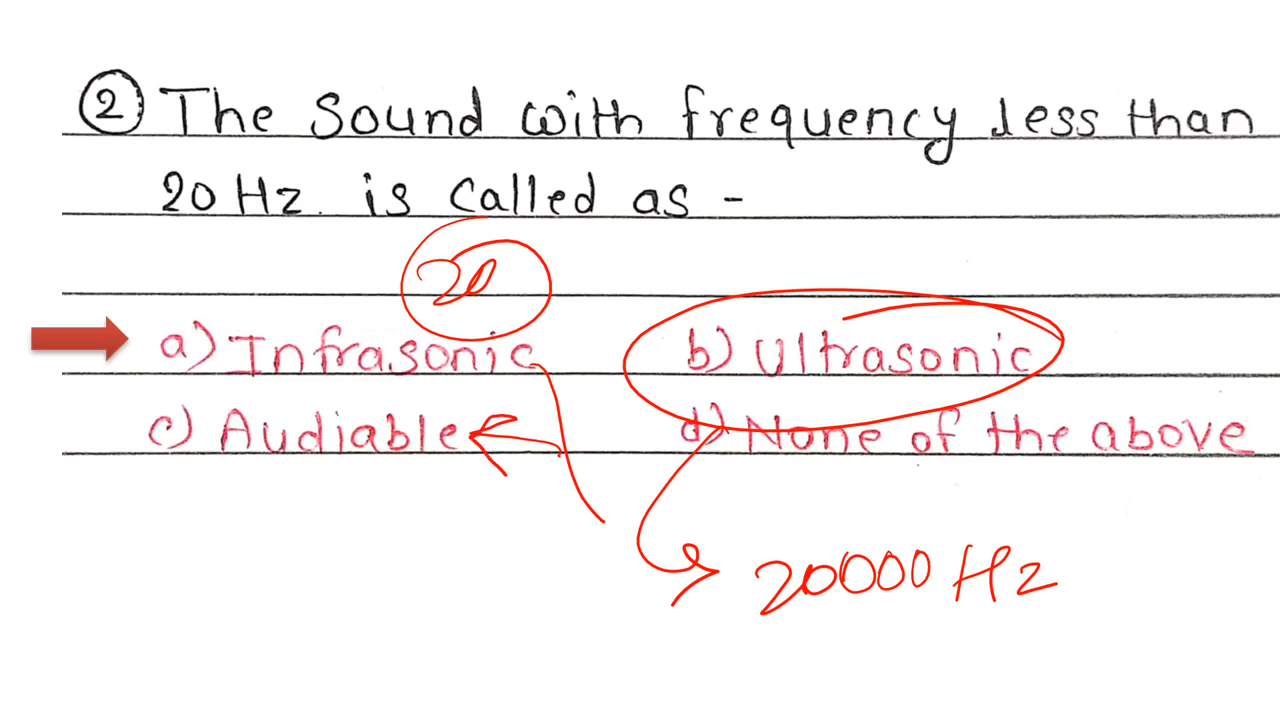 ② The Sound with frequency less than
20 Hz. is called as -
20
a) Infrasonic b) Ultrasonic
c) Audiable d) None of the above
20000 Hz